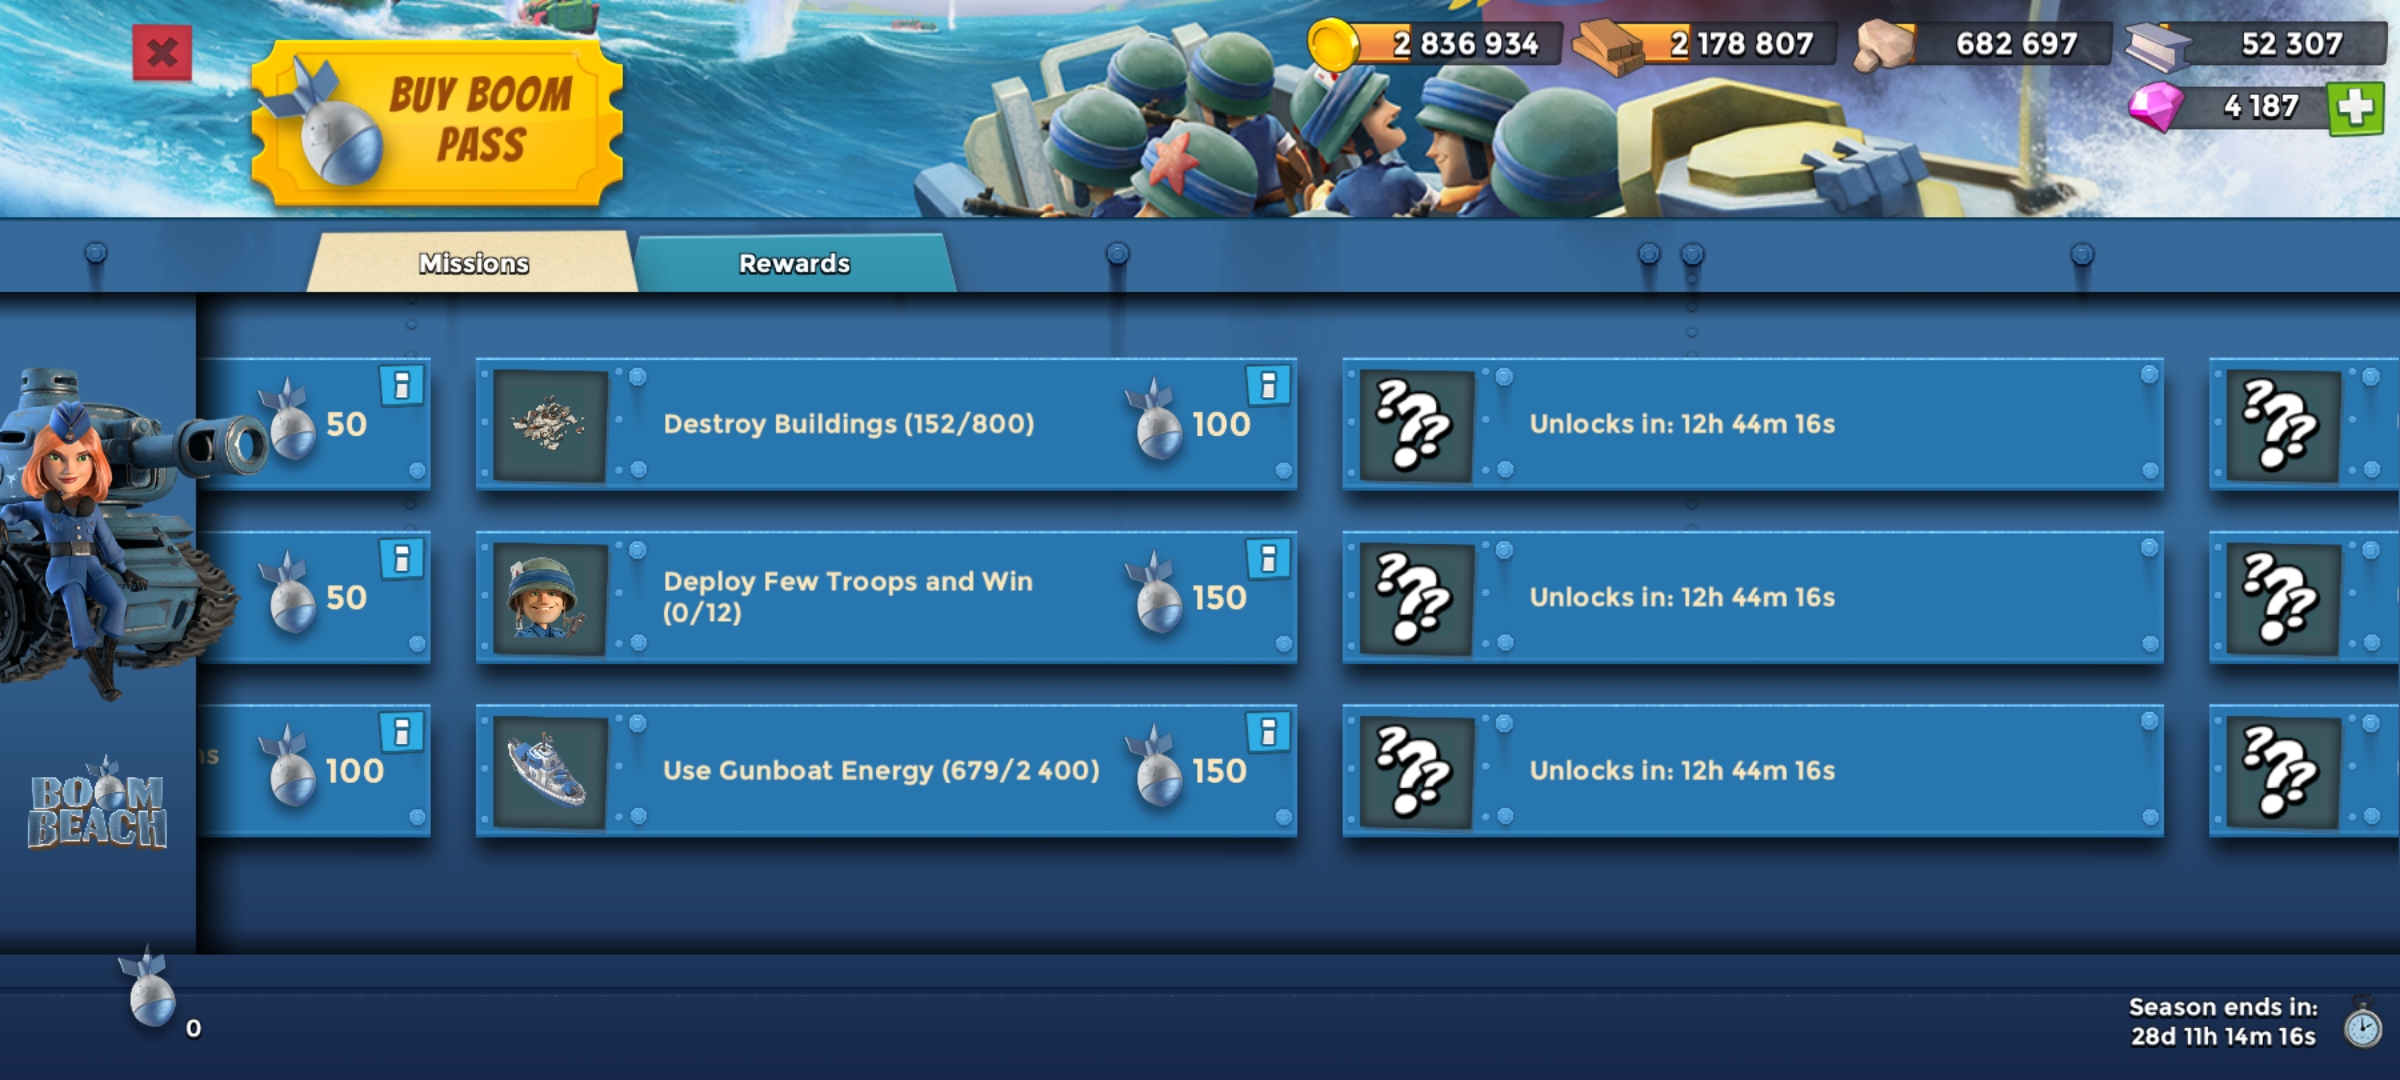 BUY BOOM
PASS
2 836 934
2 178 807
682 697
52 307
4 187
Missions
Rewards
50
Destroy Buildings (152/800)
100
Unlocks in: 12h 44m 16s
50
Deploy Few Troops and Win
(0/12)
150
Unlocks in: 12h 44m 16s
ns
100
Use Gunboat Energy (679/2 400)
150
Unlocks in: 12h 44m 16s
BOOM
BEACH
0
Season ends in:
28d 11h 14m 16s